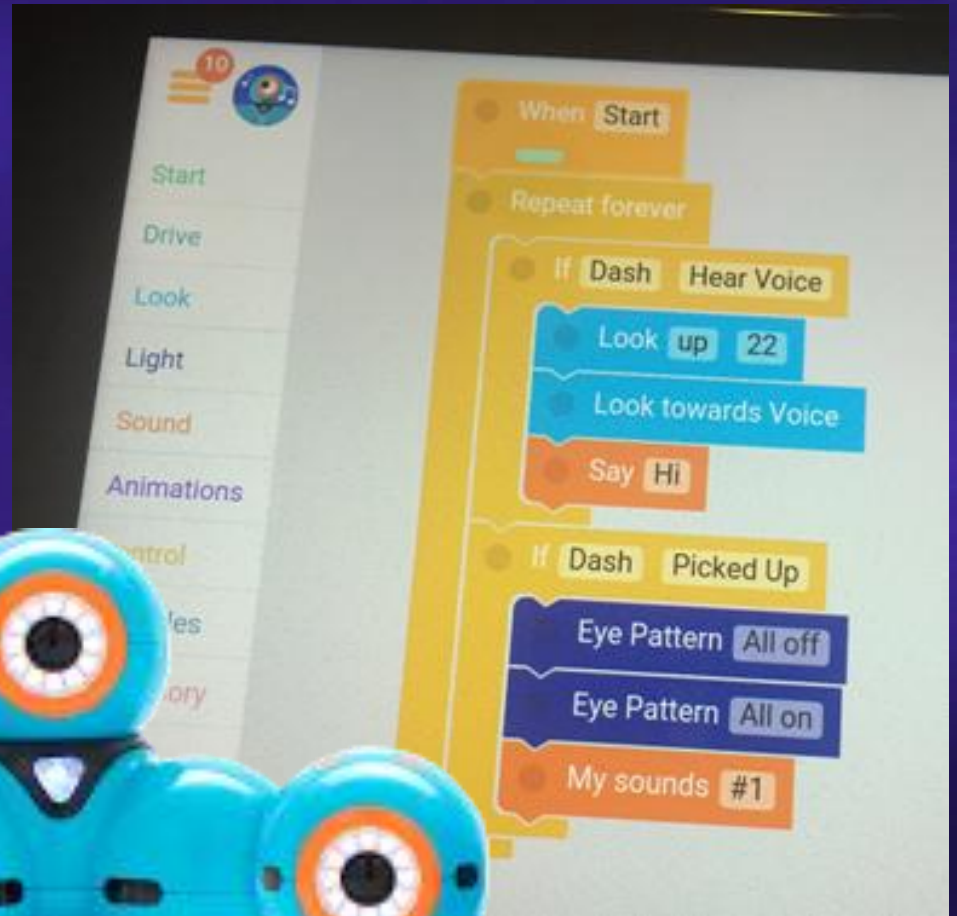 10
Start
Drive
Look
Light
Sound
Animations
When Start
Repeat forever
If Dash Hear Voice
Look up 22
Look towards Voice
Say Hi
If Dash Picked Up
Eye Pattern All off
Eye Pattern All on
My sounds #1